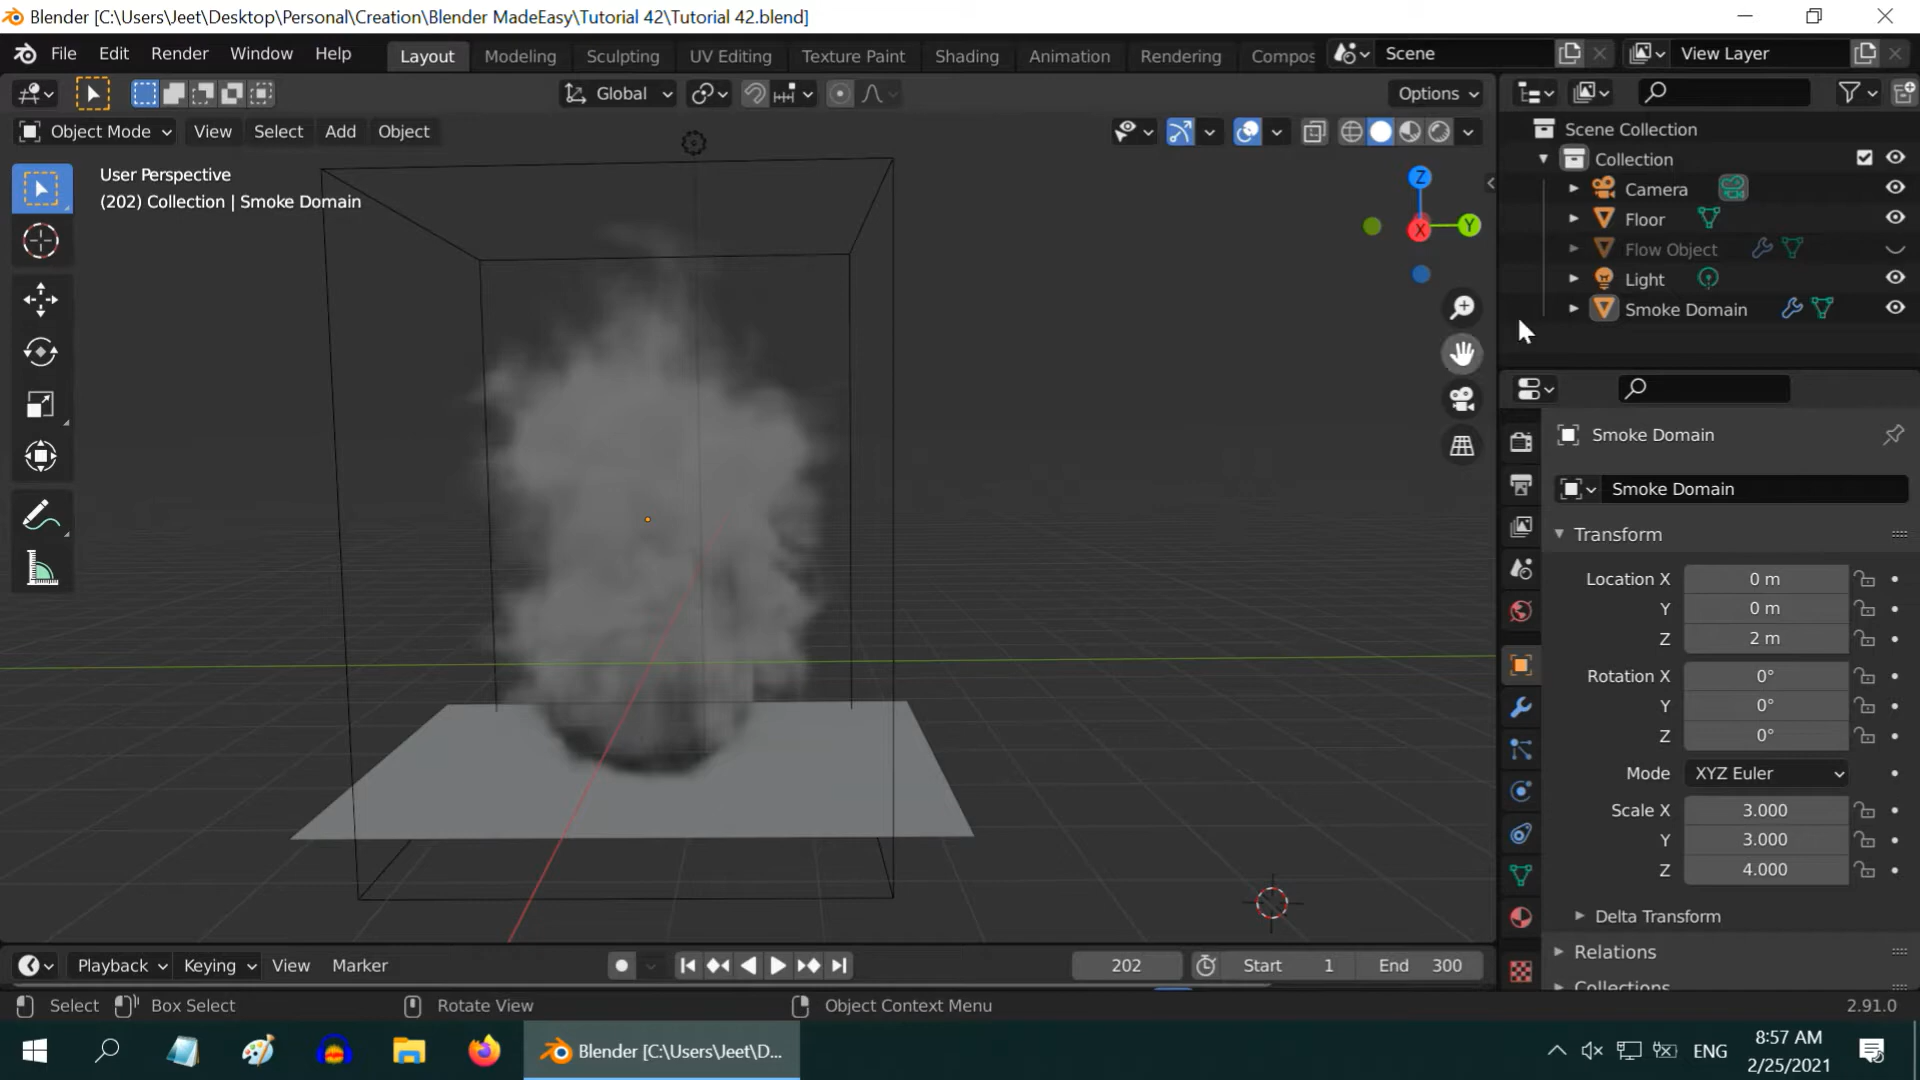 Blender [C:\Users\Jeet\Desktop\Personal\Creation\Blender MadeEasy\Tutorial 42\Tutorial 42.blend]
File Edit Render Window Help Layout Modeling Sculpting UV Editing Texture Paint Shading Animation Rendering Compos Scene View Layer
Global Options
Object Mode View Select Add Object
User Perspective
(202) Collection | Smoke Domain
Z
Y
X
Scene Collection
Collection
Camera
Floor
Flow Object
Light
Smoke Domain
Smoke Domain
Smoke Domain
Transform
Location X 0 m
Y 0 m
Z 2 m
Rotation X 0°
Y 0°
Z 0°
Mode XYZ Euler
Scale X 3.000
Y 3.000
Z 4.000
Delta Transform
Relations
Collections
Playback Keying View Marker 202 Start 1 End 300
Select Box Select Rotate View Object Context Menu 2.91.0
Blender [C:\Users\Jeet\D...
ENG
8:57 AM
2/25/2021